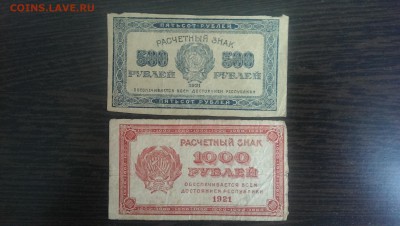 COINS.LAVE.RU
ПЯТЬСОТ РУБЛЕЙ
РАСЧЕТНЫЙ ЗНАК
500 500
РУБЛЕЙ РУБЛЕЙ
1921
ОБЕСПЕЧИВАЕТСЯ ВСЕМ ДОСТОЯНИЕМ РЕСПУБЛИКИ
ПЯТЬСОТ РУБЛЕЙ
РАСЧЕТНЫЙ ЗНАК
1000
РУБЛЕЙ
ОБЕСПЕЧИВАЕТСЯ ВСЕМ
ДОСТОЯНИЕМ РЕСПУБЛИКИ
1921